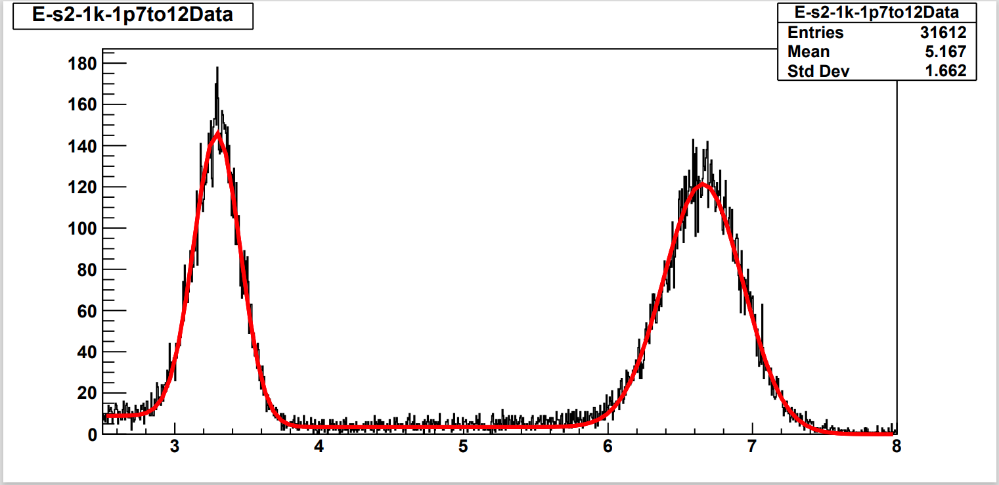 E-s2-1k-1p7to12Data
E-s2-1k-1p7to12Data
Entries 31612
Mean 5.167
Std Dev 1.662
180
160
140
120
100
80
60
40
20
0
3 4 5 6 7 8